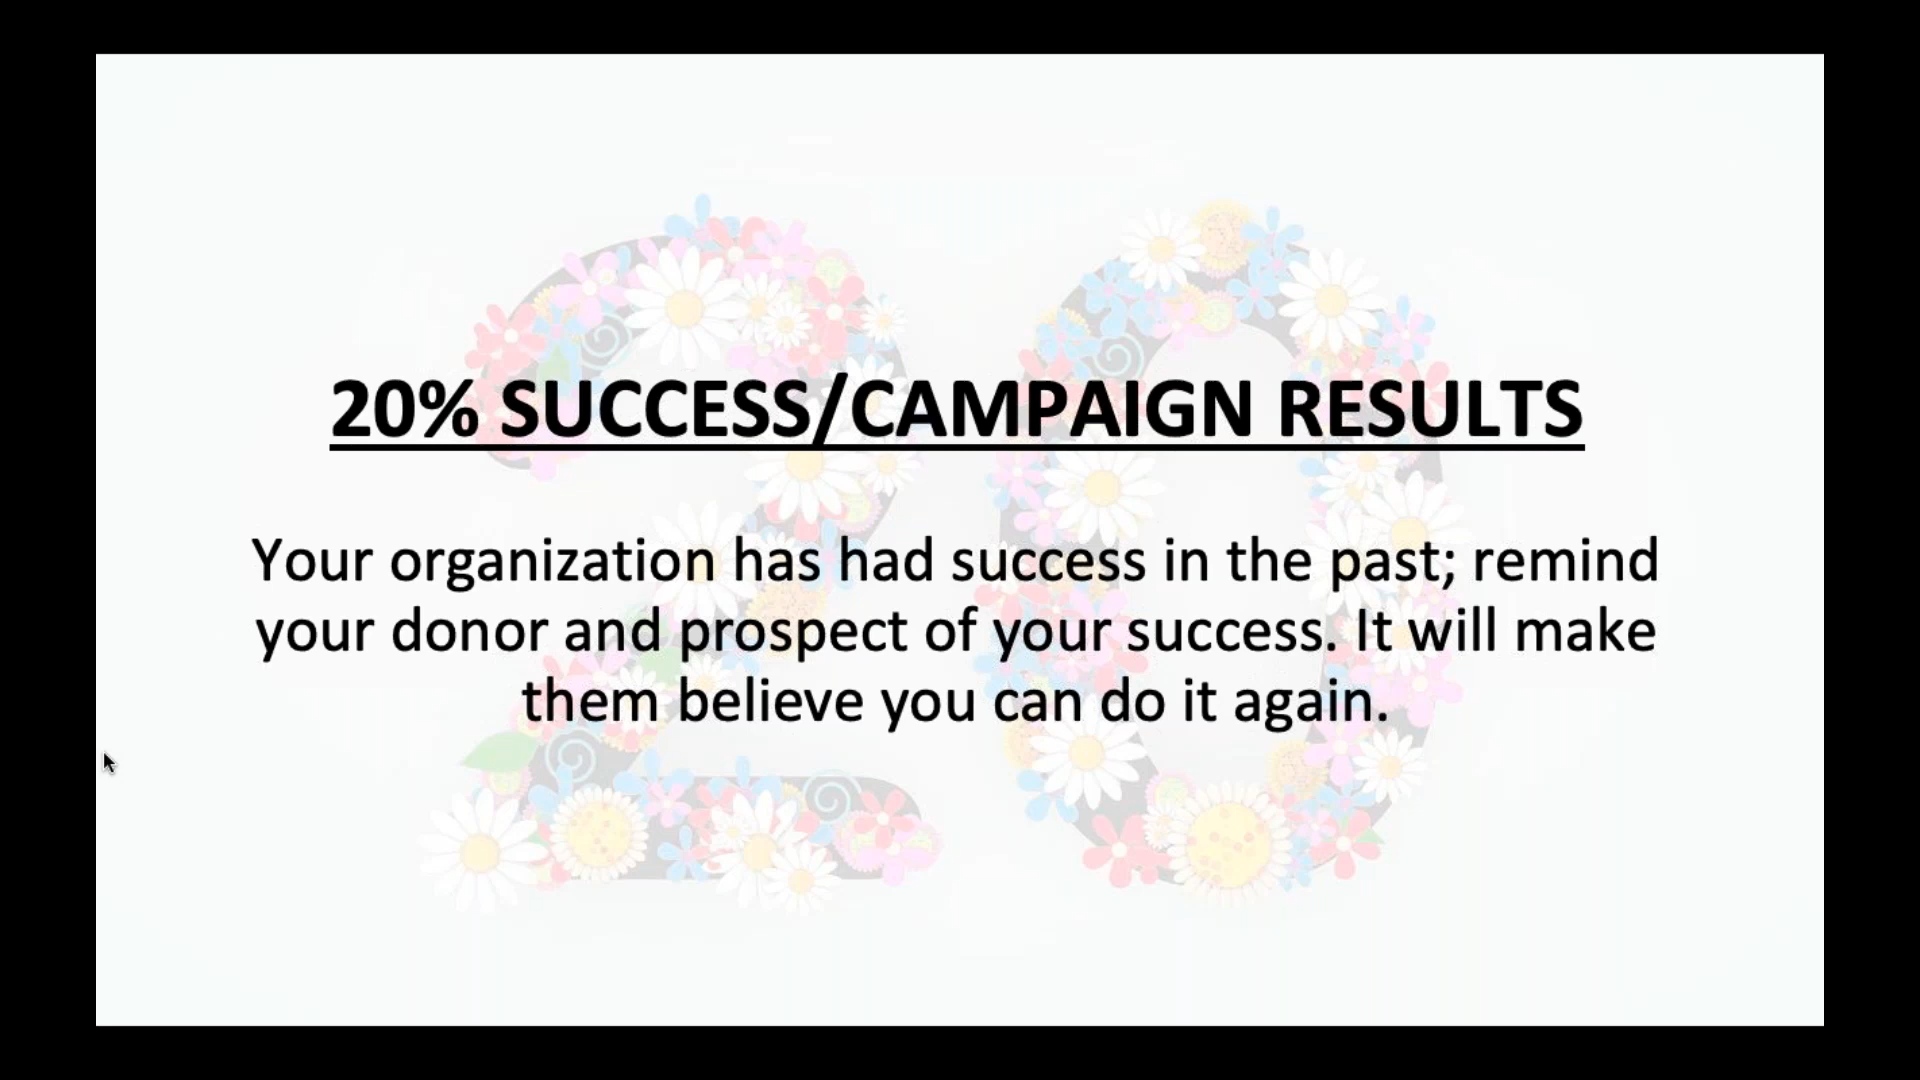 20% SUCCESS/CAMPAIGN RESULTS
Your organization has had success in the past; remind
your donor and prospect of your success. It will make
them believe you can do it again.
20